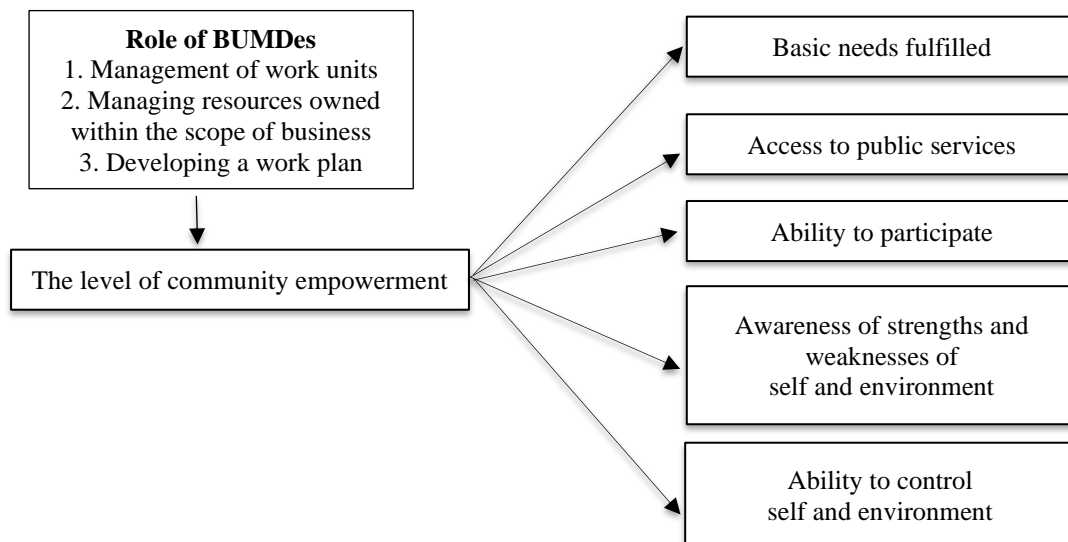 Role of BUMDes
1. Management of work units
2. Managing resources owned
within the scope of business
3. Developing a work plan
The level of community empowerment
Basic needs fulfilled
Access to public services
Ability to participate
Awareness of strengths and
weaknesses of
self and environment
Ability to control
self and environment